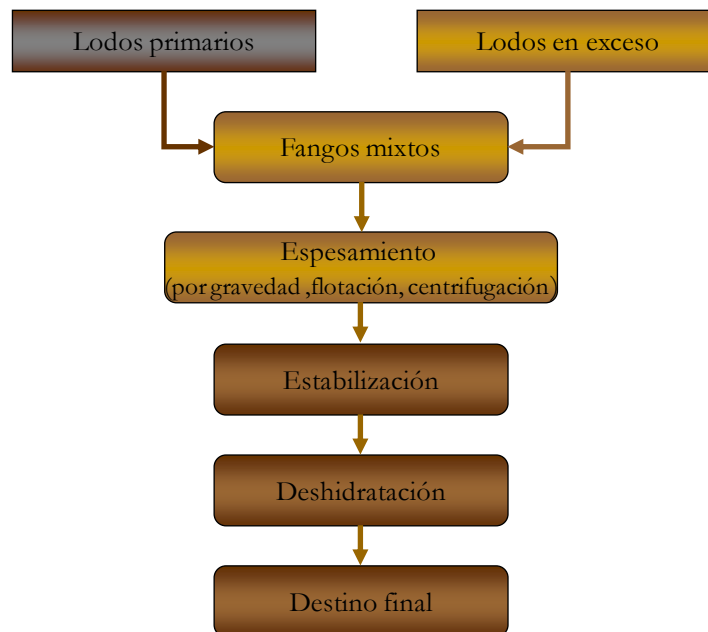 Lodos primarios
Lodos en exceso
Fangos mixtos
Espesamiento
(por gravedad ,flotación, centrifugación)
Estabilización
Deshidratación
Destino final